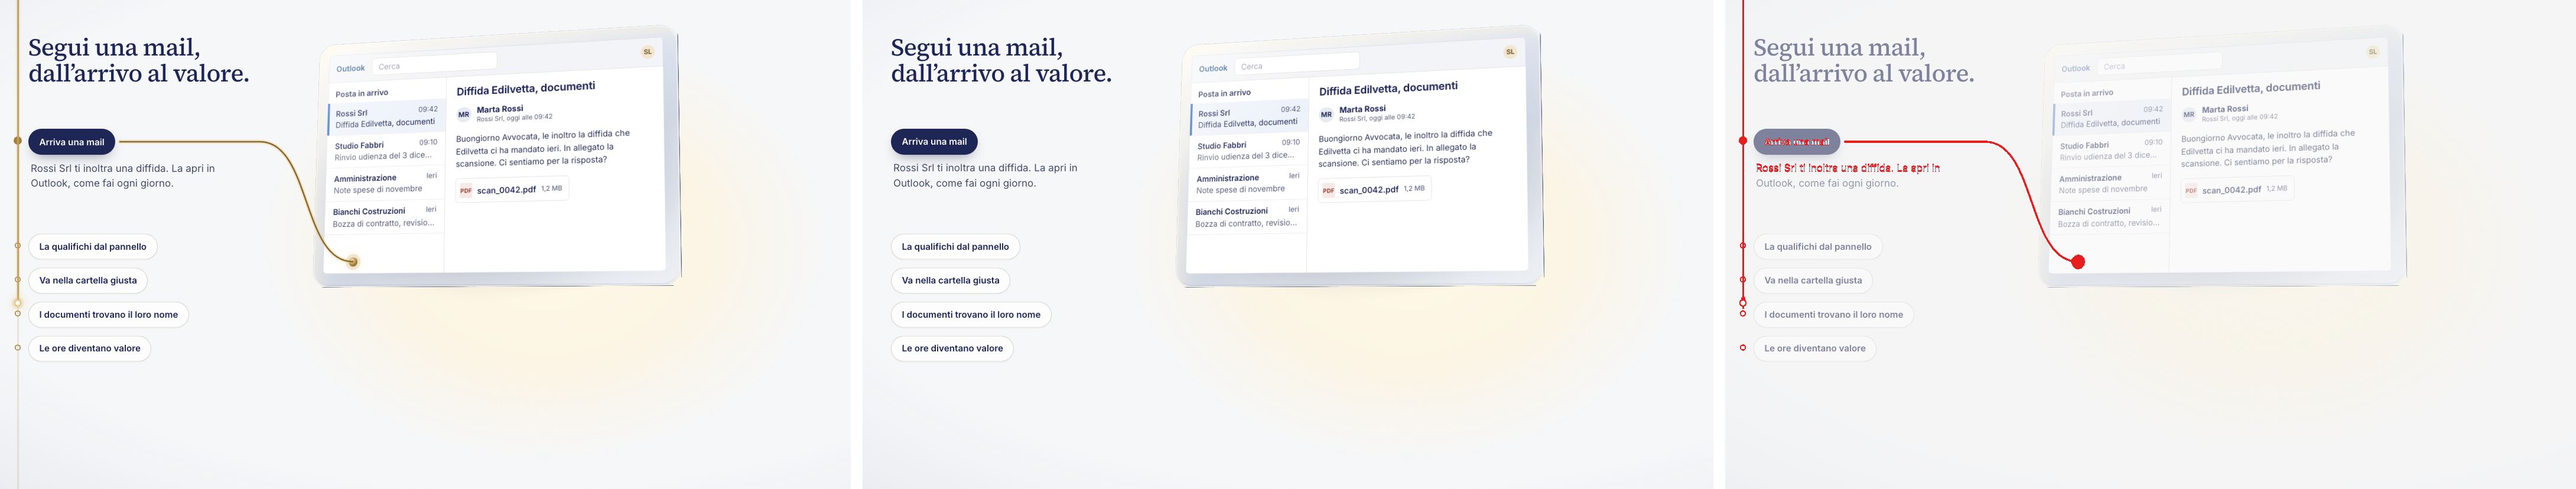 Segui una mail,
dall’arrivo al valore.
Arriva una mail
Rossi Srl ti inoltra una diffida. La apri in
Outlook, come fai ogni giorno.
La qualifichi dal pannello
Va nella cartella giusta
I documenti trovano il loro nome
Le ore diventano valore
Outlook
Cerca
SL
Posta in arrivo
Rossi Srl 09:42
Diffida Edilvetta, documenti
Studio Fabbri 09:10
Rinvio udienza del 3 dice...
Amministrazione Ieri
Note spese di novembre
Bianchi Costruzioni Ieri
Bozza di contratto, revisio...
Diffida Edilvetta, documenti
MR Marta Rossi
Rossi Srl, oggi alle 09:42
Buongiorno Avvocata, le inoltro la diffida che
Edilvetta ci ha mandato ieri. In allegato la
scansione. Ci sentiamo per la risposta?
PDF scan_0042.pdf 1,2 MB
Segui una mail,
dall’arrivo al valore.
Arriva una mail
Rossi Srl ti inoltra una diffida. La apri in
Outlook, come fai ogni giorno.
La qualifichi dal pannello
Va nella cartella giusta
I documenti trovano il loro nome
Le ore diventano valore
Outlook
Cerca
SL
Posta in arrivo
Rossi Srl 09:42
Diffida Edilvetta, documenti
Studio Fabbri 09:10
Rinvio udienza del 3 dice...
Amministrazione Ieri
Note spese di novembre
Bianchi Costruzioni Ieri
Bozza di contratto, revisio...
Diffida Edilvetta, documenti
MR Marta Rossi
Rossi Srl, oggi alle 09:42
Buongiorno Avvocata, le inoltro la diffida che
Edilvetta ci ha mandato ieri. In allegato la
scansione. Ci sentiamo per la risposta?
PDF scan_0042.pdf 1,2 MB
Segui una mail,
dall’arrivo al valore.
Arriva una mail
Rossi Srl ti inoltra una diffida. La apri in
Outlook, come fai ogni giorno.
La qualifichi dal pannello
Va nella cartella giusta
I documenti trovano il loro nome
Le ore diventano valore
Outlook
Cerca
SL
Posta in arrivo
Rossi Srl 09:42
Diffida Edilvetta, documenti
Studio Fabbri 09:10
Rinvio udienza del 3 dice...
Amministrazione Ieri
Note spese di novembre
Bianchi Costruzioni Ieri
Bozza di contratto, revisio...
Diffida Edilvetta, documenti
MR Marta Rossi
Rossi Srl, oggi alle 09:42
Buongiorno Avvocata, le inoltro la diffida che
Edilvetta ci ha mandato ieri. In allegato la
scansione. Ci sentiamo per la risposta?
PDF scan_0042.pdf 1,2 MB